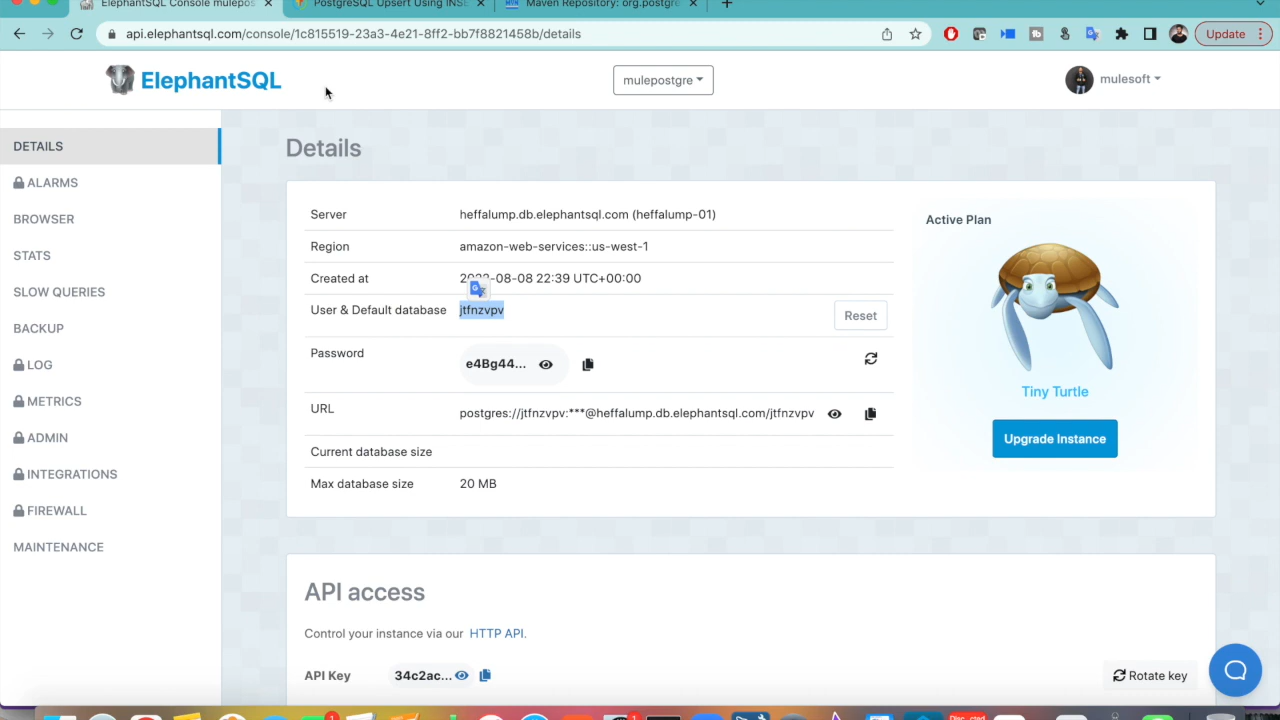 ElephantSQL Console mulepos
PostgreSQL Upsert Using INSE
Maven Repository: org.postgre
api.elephantsql.com/console/1c815519-23a3-4e21-8ff2-bb7f8821458b/details
Update
ElephantSQL
mulepostgre
mulesoft
DETAILS
ALARMS
BROWSER
STATS
SLOW QUERIES
BACKUP
LOG
METRICS
ADMIN
INTEGRATIONS
FIREWALL
MAINTENANCE
Details
Server heffalump.db.elephantsql.com (heffalump-01)
Region amazon-web-services::us-west-1
Created at 2022-08-08 22:39 UTC+00:00
User & Default database jtfnzvpv
Reset
Password e4Bg44...
URL postgres://jtfnzvpv:***@heffalump.db.elephantsql.com/jtfnzvpv
Current database size
Max database size 20 MB
Active Plan
Tiny Turtle
Upgrade Instance
API access
Control your instance via our HTTP API.
API Key 34c2ac...
Rotate key